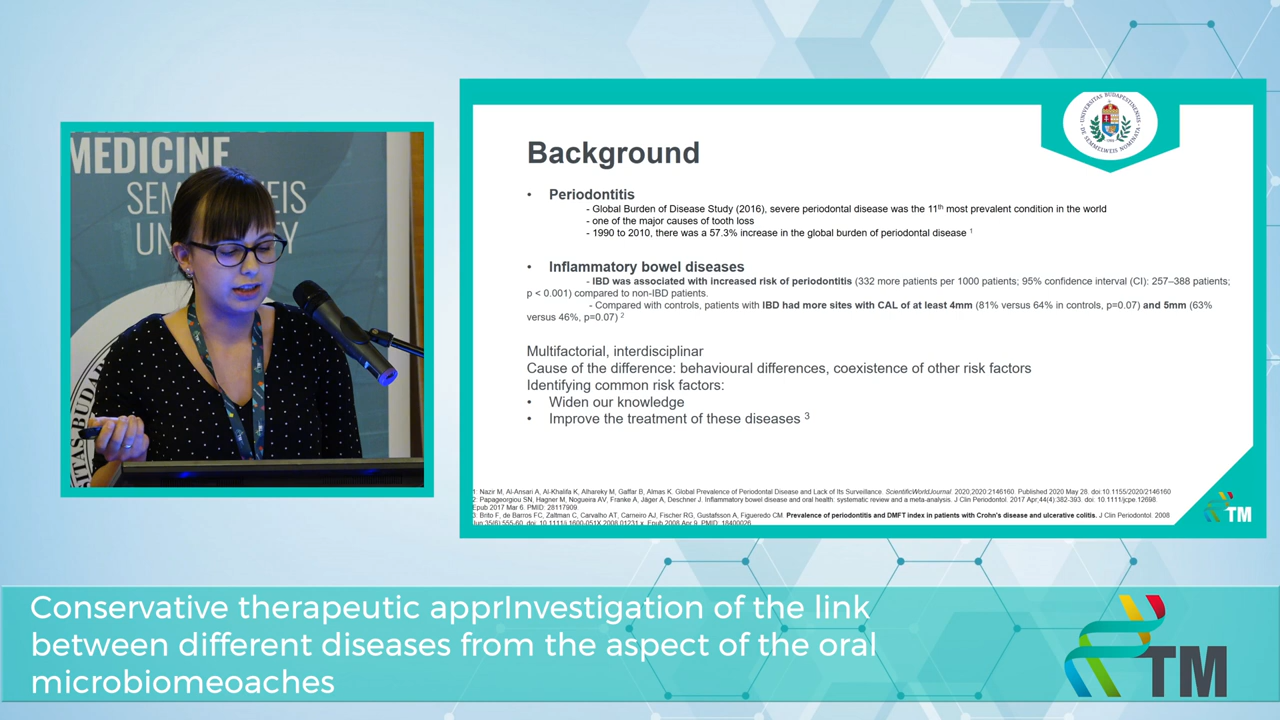 MEDICINE
Background
• Periodontitis
- Global Burden of Disease Study (2016), severe periodontal disease was the 11th most prevalent condition in the world
- one of the major causes of tooth loss
- 1990 to 2010, there was a 57.3% increase in the global burden of periodontal disease 1
• Inflammatory bowel diseases
- IBD was associated with increased risk of periodontitis (332 more patients per 1000 patients; 95% confidence interval (CI): 257–388 patients;
p < 0.001) compared to non-IBD patients.
- Compared with controls, patients with IBD had more sites with CAL of at least 4mm (81% versus 64% in controls, p=0.07) and 5mm (63%
versus 46%, p=0.07) 2
Multifactorial, interdisciplinar
Cause of the difference: behavioural differences, coexistence of other risk factors
Identifying common risk factors:
• Widen our knowledge
• Improve the treatment of these diseases 3
1: Nazir M, Al-Ansari A, Al-Khalifa K, Alhareky M, Gaffar B, Almas K. Global Prevalence of Periodontal Disease and Lack of Its Surveillance. ScientificWorldJournal. 2020;2020:2146160. Published 2020 May 28. doi:10.1155/2020/2146160
2: Papageorgiou SN, Hagner M, Nogueira AV, Franke A, Jäger A, Deschner J. Inflammatory bowel disease and oral health: systematic review and a meta-analysis. J Clin Periodontol. 2017 Apr;44(4):382-393. doi: 10.1111/jcpe.12698.
Epub 2017 Mar 6. PMID: 28117909
3. Brito F, de Barros FC, Zaltman C, Carvalho AT, Carneiro AJ, Fischer RG, Gustafsson A, Figueredo CM. Prevalence of periodontitis and DMFT index in patients with Crohn's disease and ulcerative colitis. J Clin Periodontol. 2008
Jun;35(6):555-60. doi: 10.1111/j.1600-051X.2008.01231.x. Epub 2008 Apr 9. PMID: 18400026
TM
Conservative therapeutic apprInvestigation of the link
between different diseases from the aspect of the oral
microbiomeoaches
TM